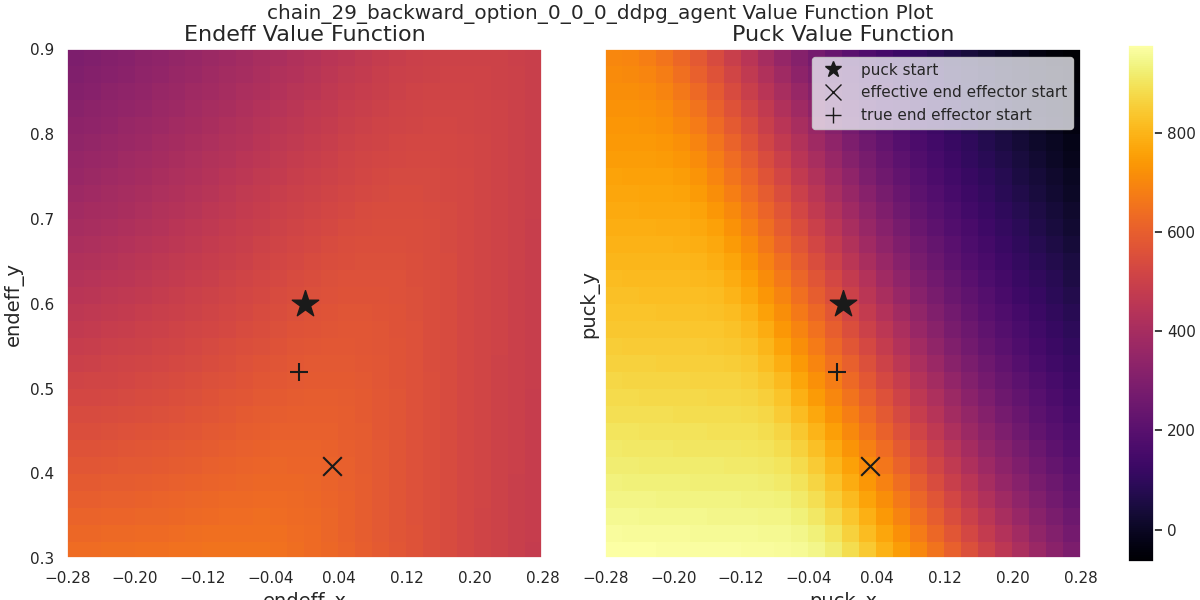 chain_29_backward_option_0_0_0_ddpg_agent Value Function Plot
Endeff Value Function
Puck Value Function
puck start
effective end effector start
true end effector start
0.9
0.8
0.7
0.6
0.5
0.4
0.3
endeff_y
puck_y
800
600
400
200
0
−0.28 −0.20 −0.12 −0.04 0.04 0.12 0.20 0.28
−0.28 −0.20 −0.12 −0.04 0.04 0.12 0.20 0.28
endeff_x
puck_x